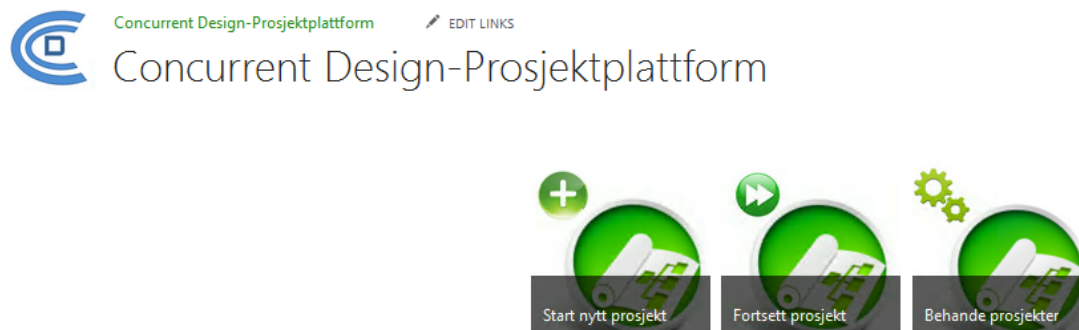 Concurrent Design-Prosjektplattform EDIT LINKS
Concurrent Design-Prosjektplattform
Start nytt prosjekt Fortsett prosjekt Behande prosjekter